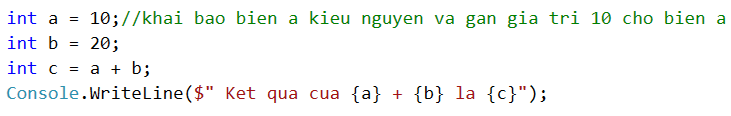 int a = 10;//khai bao bien a kieu nguyen va gan gia tri 10 cho bien a
int b = 20;
int c = a + b;
Console.WriteLine($" Ket qua cua {a} + {b} la {c}");